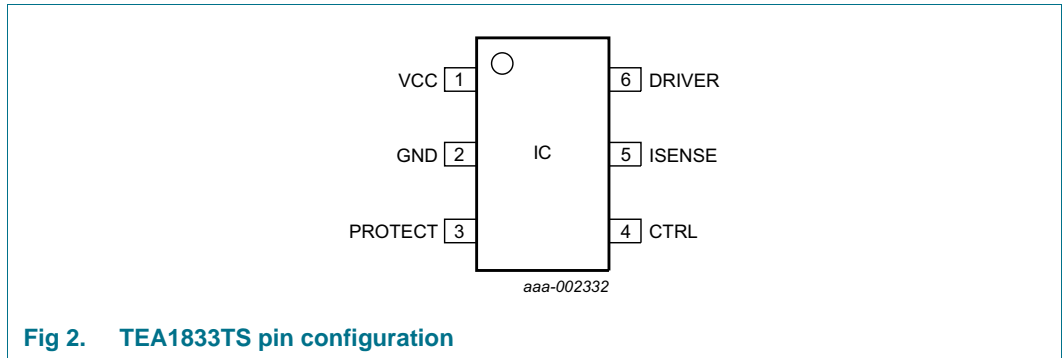 VCC 1 6 DRIVER
GND 2 IC 5 ISENSE
PROTECT 3 4 CTRL
aaa-002332
Fig 2. TEA1833TS pin configuration